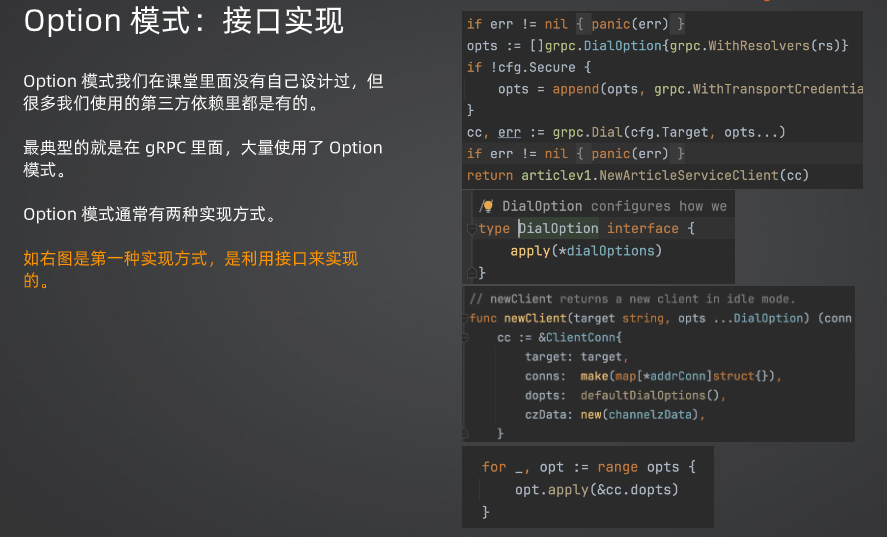 Option 模式：接口实现
Option 模式我们在课堂里面没有自己设计过，但
很多我们使用的第三方依赖里都是有的。
最典型的就是在 gRPC 里面，大量使用了 Option
模式。
Option 模式通常有两种实现方式。
如右图是第一种实现方式，是利用接口来实现
的。
if err != nil { panic(err) }
opts := []grpc.DialOption{grpc.WithResolvers(rs)}
if !cfg.Secure {
opts = append(opts, grpc.WithTransportCredentia
}
cc, err := grpc.Dial(cfg.Target, opts...)
if err != nil { panic(err) }
return articlev1.NewArticleServiceClient(cc)
DialOption configures how we
type DialOption interface {
apply(*dialOptions)
}
// newClient returns a new client in idle mode.
func newClient(target string, opts ...DialOption) (conn
cc := &ClientConn{
target: target,
conns: make(map[*addrConn]struct{}),
dopts: defaultDialOptions(),
czData: new(channelzData),
}
for _, opt := range opts {
opt.apply(&cc.dopts)
}